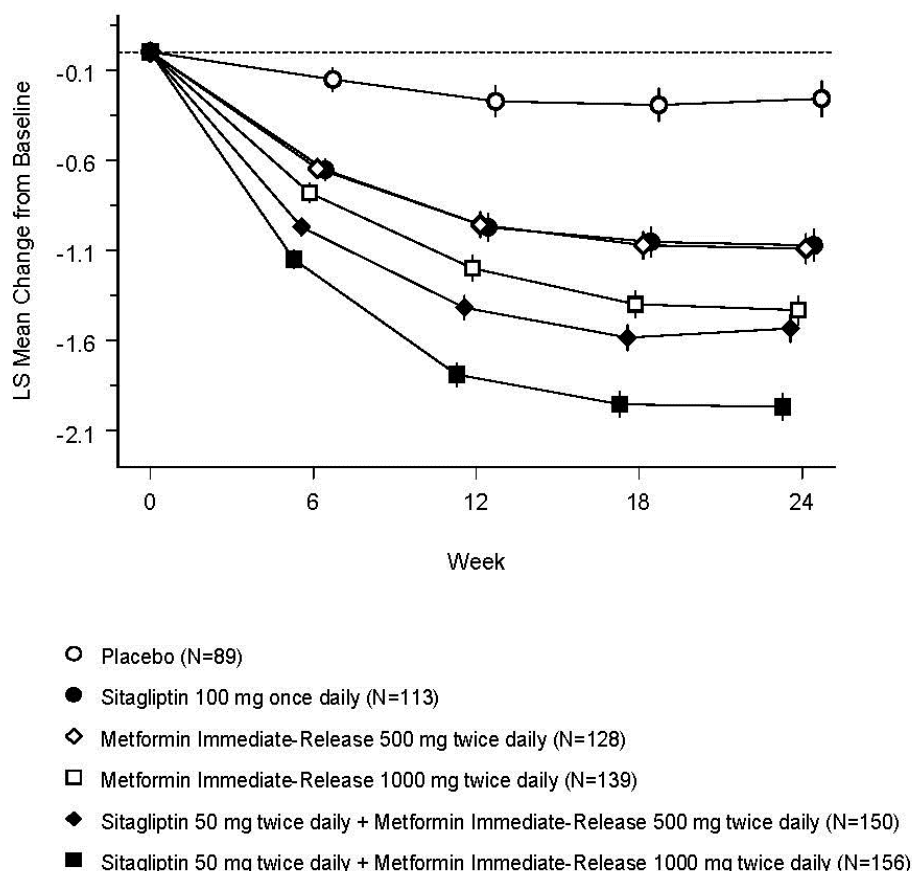 LS Mean Change from Baseline
-0.1
-0.6
-1.1
-1.6
-2.1
0 6 12 18 24
Week
Placebo (N=89)
Sitagliptin 100 mg once daily (N=113)
Metformin Immediate-Release 500 mg twice daily (N=128)
Metformin Immediate-Release 1000 mg twice daily (N=139)
Sitagliptin 50 mg twice daily + Metformin Immediate-Release 500 mg twice daily (N=150)
Sitagliptin 50 mg twice daily + Metformin Immediate-Release 1000 mg twice daily (N=156)